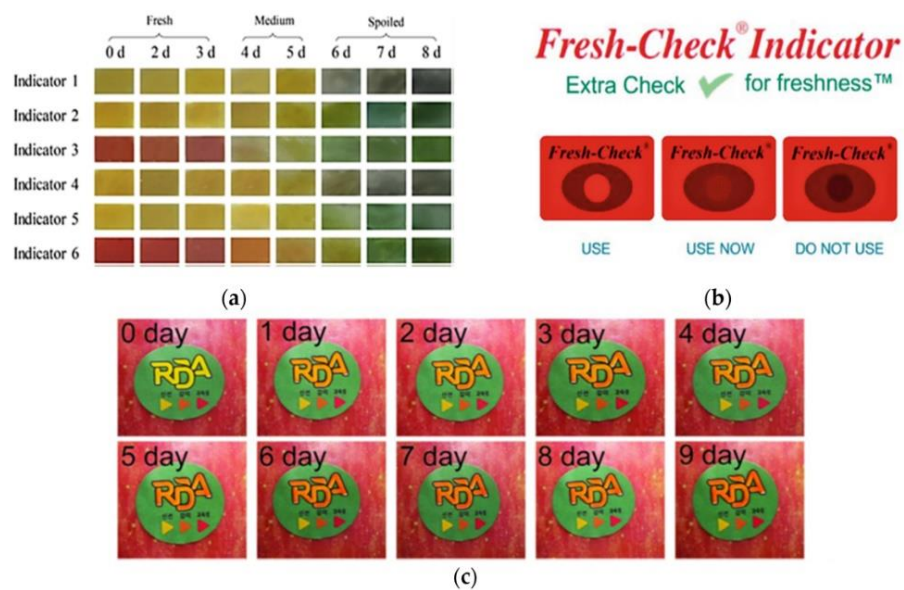 Fresh Medium Spoiled
0 d 2 d 3 d 4 d 5 d 6 d 7 d 8 d
Indicator 1
Indicator 2
Indicator 3
Indicator 4
Indicator 5
Indicator 6
(a)
Fresh-Check® Indicator
Extra Check for freshness™
Fresh-Check® Fresh-Check® Fresh-Check®
USE USE NOW DO NOT USE
(b)
0 day 1 day 2 day 3 day 4 day
RDA RDA RDA RDA RDA
5 day 6 day 7 day 8 day 9 day
RDA RDA RDA RDA RDA
(c)